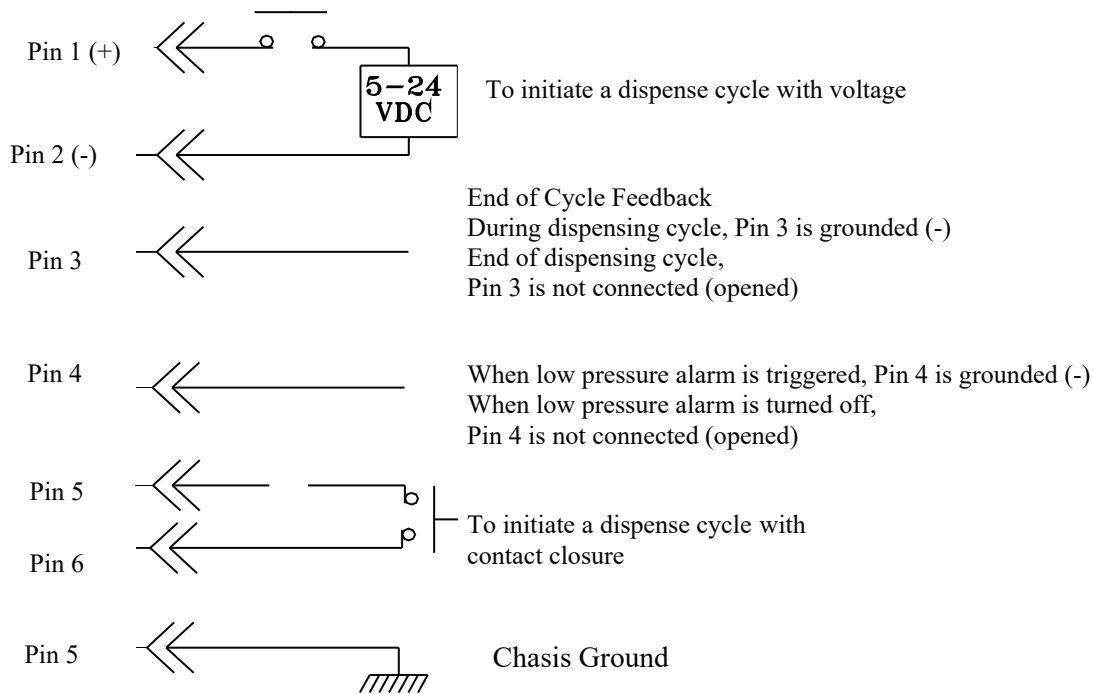 Pin 1 (+)
5-24
VDC
To initiate a dispense cycle with voltage
Pin 2 (-)
End of Cycle Feedback
During dispensing cycle, Pin 3 is grounded (-)
Pin 3
End of dispensing cycle,
Pin 3 is not connected (opened)
Pin 4
When low pressure alarm is triggered, Pin 4 is grounded (-)
When low pressure alarm is turned off,
Pin 4 is not connected (opened)
Pin 5
To initiate a dispense cycle with
contact closure
Pin 6
Pin 5
Chasis Ground